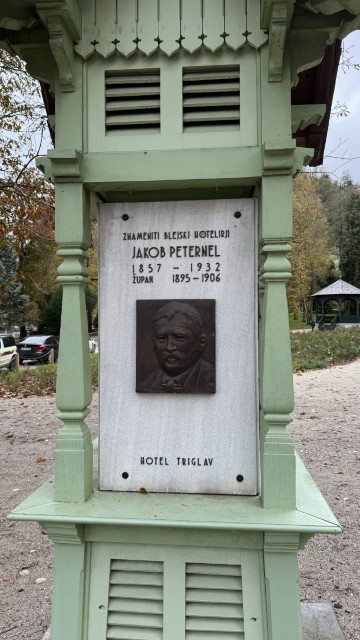 ZNAMENITI BLEJSKI HOTELIRJI
JAKOB PETERNEL
1857 - 1932
ŽUPAN 1895-1906
HOTEL TRIGLAV